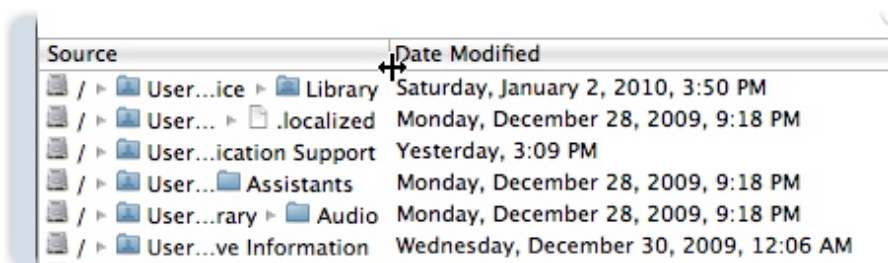 Source Date Modified
/ ▸ User...ice ▸ Library Saturday, January 2, 2010, 3:50 PM
/ ▸ User... ▸ .localized Monday, December 28, 2009, 9:18 PM
/ ▸ User...ication Support Yesterday, 3:09 PM
/ ▸ User... Assistants Monday, December 28, 2009, 9:18 PM
/ ▸ User...rary ▸ Audio Monday, December 28, 2009, 9:18 PM
/ ▸ User...ve Information Wednesday, December 30, 2009, 12:06 AM